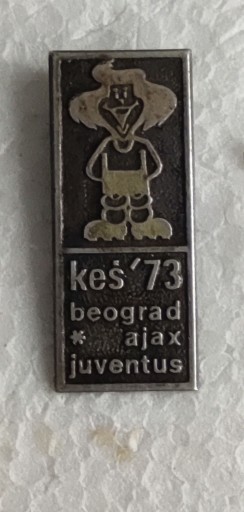 keš '73
beograd
* ajax
juventus